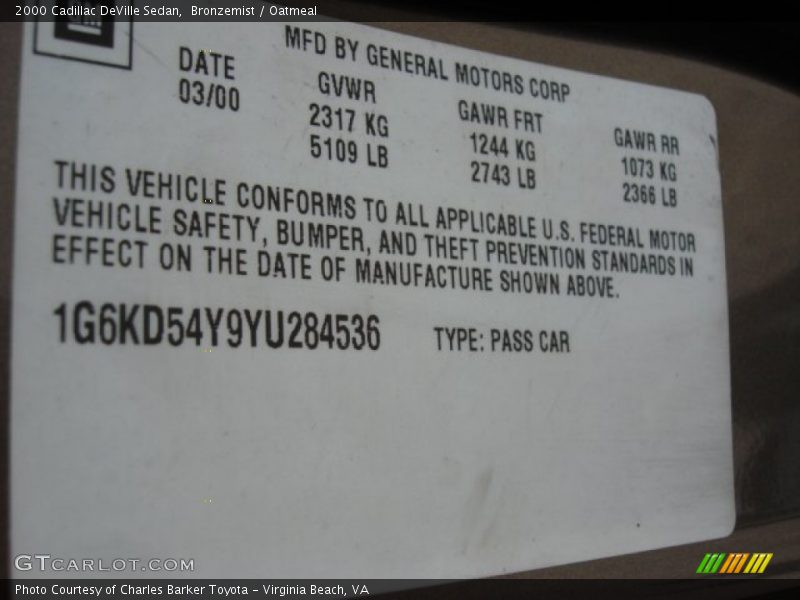 2000 Cadillac DeVille Sedan, Bronzemist / Oatmeal
MFD BY GENERAL MOTORS CORP
DATE GVWR GAWR FRT GAWR RR
03/00 2317 KG 1244 KG 1073 KG
5109 LB 2743 LB 2366 LB
THIS VEHICLE CONFORMS TO ALL APPLICABLE U.S. FEDERAL MOTOR
VEHICLE SAFETY, BUMPER, AND THEFT PREVENTION STANDARDS IN
EFFECT ON THE DATE OF MANUFACTURE SHOWN ABOVE.
1G6KD54Y9YU284536 TYPE: PASS CAR
GTCARLOT.COM
Photo Courtesy of Charles Barker Toyota - Virginia Beach, VA